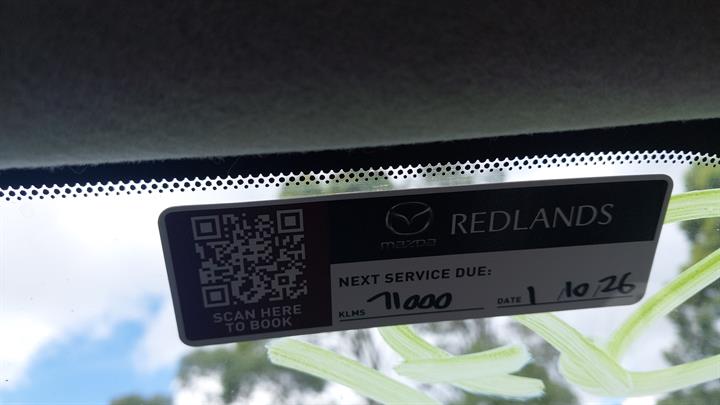 mazda REDLANDS
NEXT SERVICE DUE:
KLMS 71000 DATE 1/10/26
SCAN HERE
TO BOOK